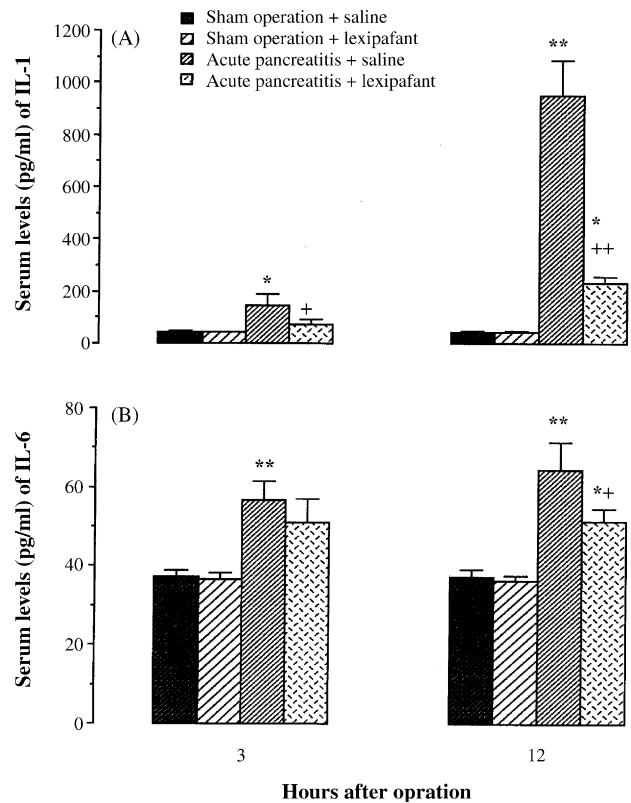 Sham operation + saline
Sham operation + lexipafant
Acute pancreatitis + saline
Acute pancreatitis + lexipafant
(A)
Serum levels (pg/ml) of IL-1
1200
1000
800
600
400
200
0
*
+
**
*
++
(B)
Serum levels (pg/ml) of IL-6
80
60
40
20
0
**
**
*+
3
12
Hours after opration